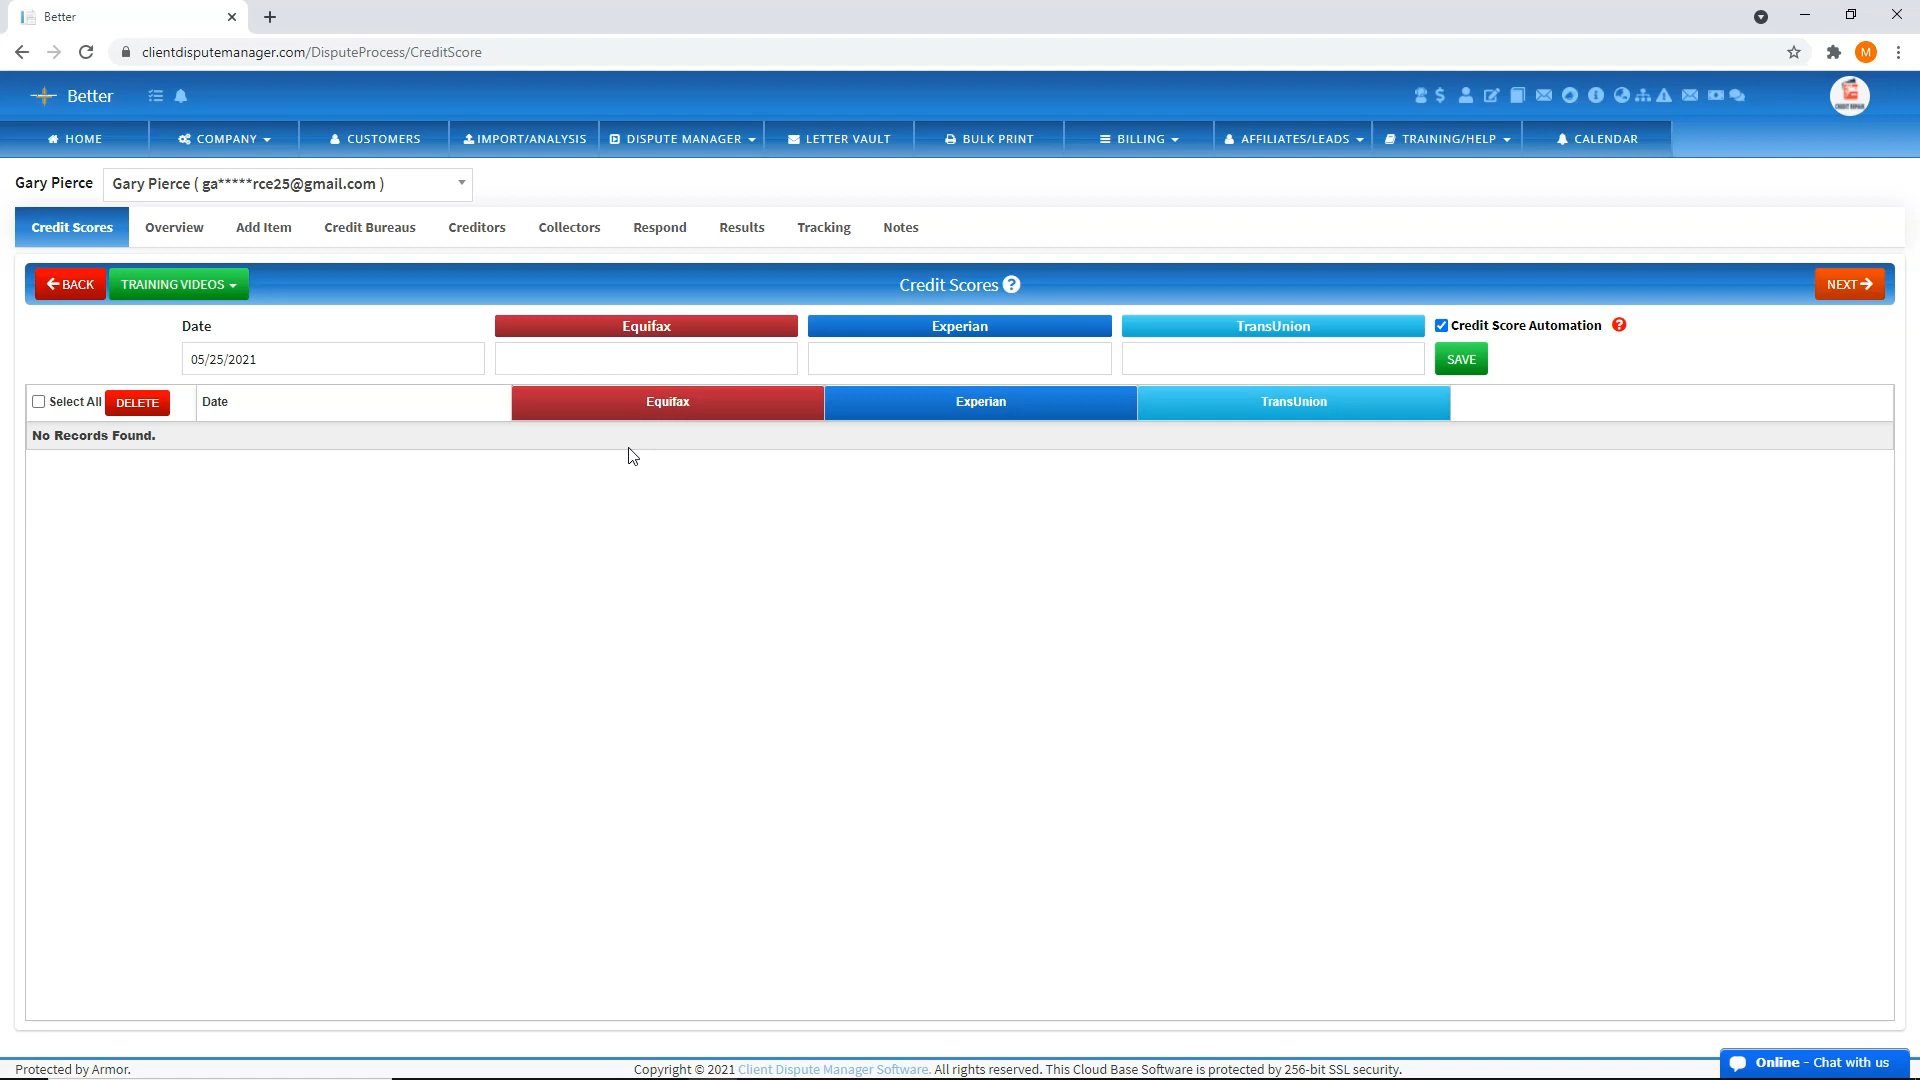 Better
clientdisputemanager.com/DisputeProcess/CreditScore
M
Better
HOME COMPANY CUSTOMERS IMPORT/ANALYSIS DISPUTE MANAGER LETTER VAULT BULK PRINT BILLING AFFILIATES/LEADS TRAINING/HELP CALENDAR
Gary Pierce Gary Pierce ( ga*****rce25@gmail.com )
Credit Scores Overview Add Item Credit Bureaus Creditors Collectors Respond Results Tracking Notes
BACK TRAINING VIDEOS Credit Scores ? NEXT
Date Equifax Experian TransUnion Credit Score Automation ?
05/25/2021 SAVE
Select All DELETE Date Equifax Experian TransUnion
No Records Found.
Protected by Armor. Copyright © 2021 Client Dispute Manager Software. All rights reserved. This Cloud Base Software is protected by 256-bit SSL security.
Online - Chat with us